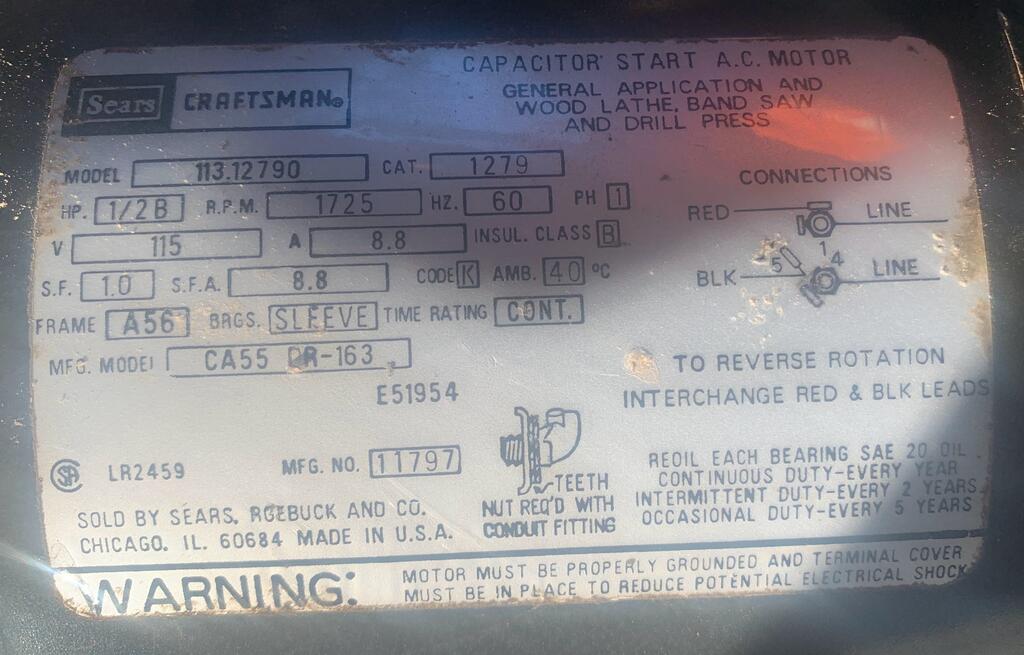 CAPACITOR START A.C. MOTOR
GENERAL APPLICATION AND
WOOD LATHE, BAND SAW
AND DRILL PRESS
Sears CRAFTSMAN®
MODEL 113.12790 CAT. 1279
HP. 1/2 B R.P.M. 1725 HZ. 60 PH 1
V 115 A 8.8 INSUL. CLASS B
S.F. 1.0 S.F.A. 8.8 CODE K AMB. 40 °C
FRAME A56 BRGS. SLEEVE TIME RATING CONT.
MFG. MODEL CA55 -163
E51954
CONNECTIONS
RED LINE
1
BLK 5 4 LINE
TO REVERSE ROTATION
INTERCHANGE RED & BLK LEADS
SA LR2459 MFG. NO. 11797
TEETH
NUT REQ'D WITH
CONDUIT FITTING
REOIL EACH BEARING SAE 20 OIL
CONTINUOUS DUTY-EVERY YEAR
INTERMITTENT DUTY-EVERY 2 YEARS
OCCASIONAL DUTY-EVERY 5 YEARS
SOLD BY SEARS, ROEBUCK AND CO.
CHICAGO, IL. 60684 MADE IN U.S.A.
WARNING: MOTOR MUST BE PROPERLY GROUNDED AND TERMINAL COVER
MUST BE IN PLACE TO REDUCE POTENTIAL ELECTRICAL SHOCK